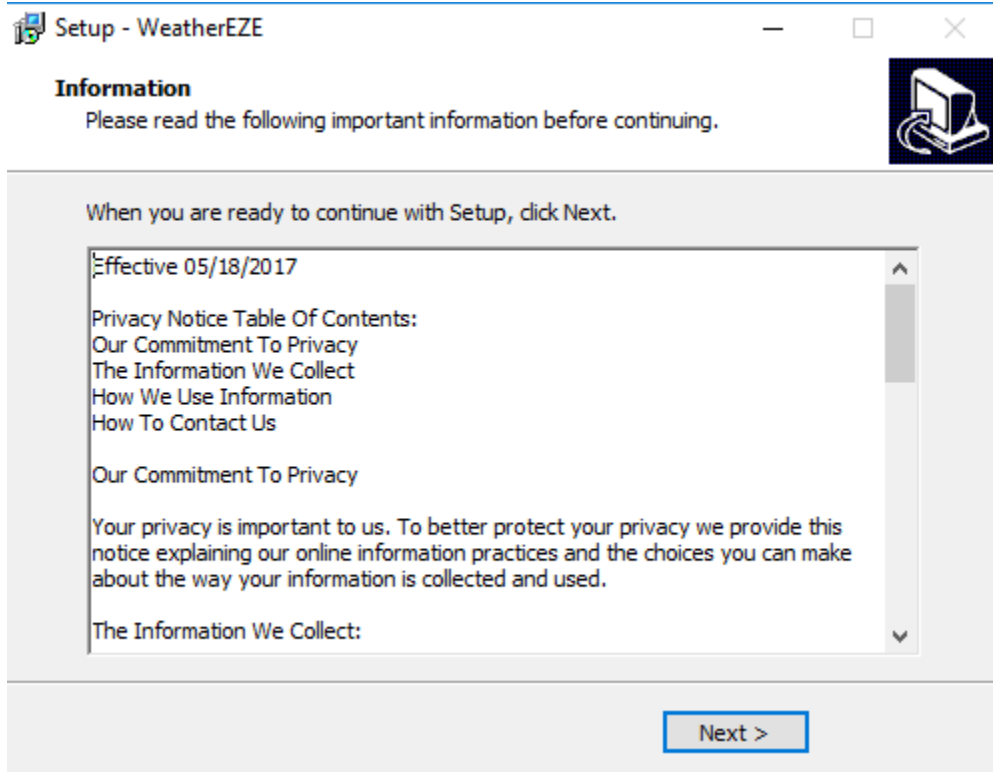 Setup - WeatherEZE
Information
Please read the following important information before continuing.
When you are ready to continue with Setup, click Next.
Effective 05/18/2017
Privacy Notice Table Of Contents:
Our Commitment To Privacy
The Information We Collect
How We Use Information
How To Contact Us
Our Commitment To Privacy
Your privacy is important to us. To better protect your privacy we provide this
notice explaining our online information practices and the choices you can make
about the way your information is collected and used.
The Information We Collect:
Next >